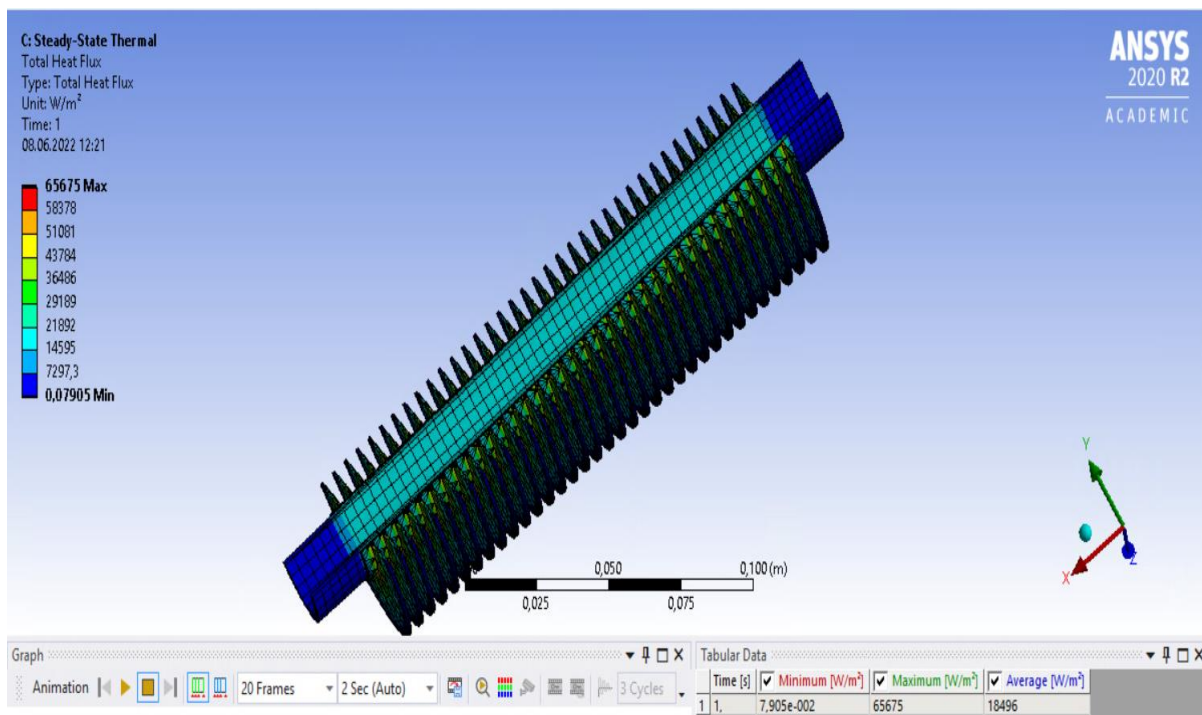 C: Steady-State Thermal
Total Heat Flux
Type: Total Heat Flux
Unit: W/m²
Time: 1
08.06.2022 12:21
65675 Max
58378
51081
43784
36486
29189
21892
14595
7297,3
0,07905 Min
ANSYS
2020 R2
ACADEMIC
Y
X
Z
0,050 0,100 (m)
0,025 0,075
Graph
Animation 20 Frames 2 Sec (Auto) 3 Cycles
Tabular Data
Time [s] Minimum [W/m²] Maximum [W/m²] Average [W/m²]
1 1, 7,905e-002 65675 18496